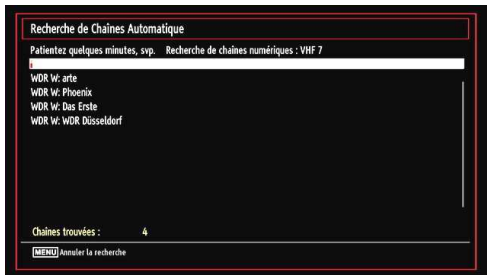 Recherche de Chaines Automatique
Patientez quelques minutes, svp. Recherche de chaînes numériques : VHF 7
WDR W: arte
WDR W: Phoenix
WDR W: Das Erste
WDR W: WDR Düsseldorf
Chaînes trouvées : 4
MENU Annuler la recherche